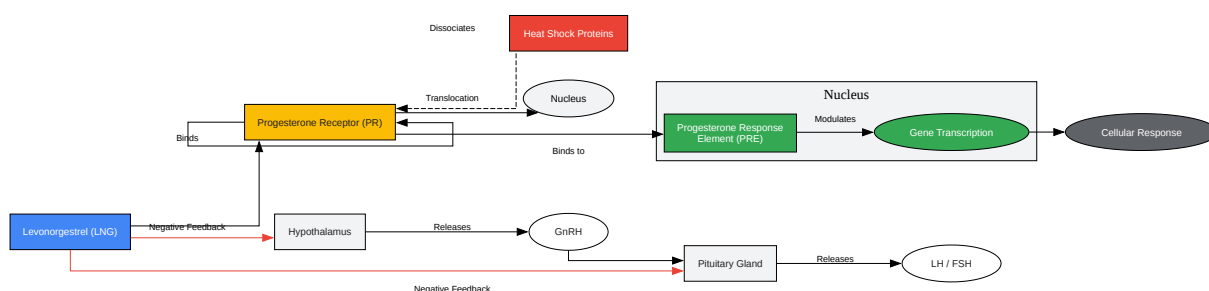 Dissociates
Heat Shock Proteins
Translocation
Nucleus
Nucleus
Progesterone Receptor (PR)
Binds
Progesterone Response
Element (PRE)
Modulates
Gene Transcription
Cellular Response
Binds to
Levonorgestrel (LNG)
Negative Feedback
Hypothalamus
Releases
GnRH
Pituitary Gland
Releases
LH / FSH
Negative Feedback